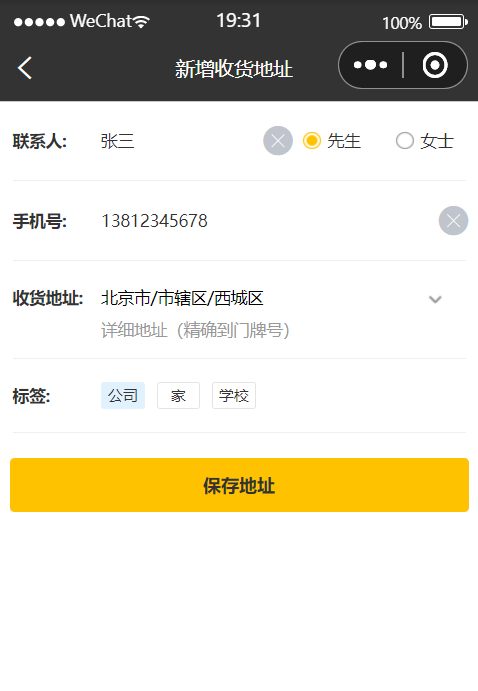 WeChat 19:31 100%
新增收货地址
联系人: 张三 先生 女士
手机号: 13812345678
收货地址: 北京市/市辖区/西城区
详细地址（精确到门牌号）
标签: 公司 家 学校
保存地址